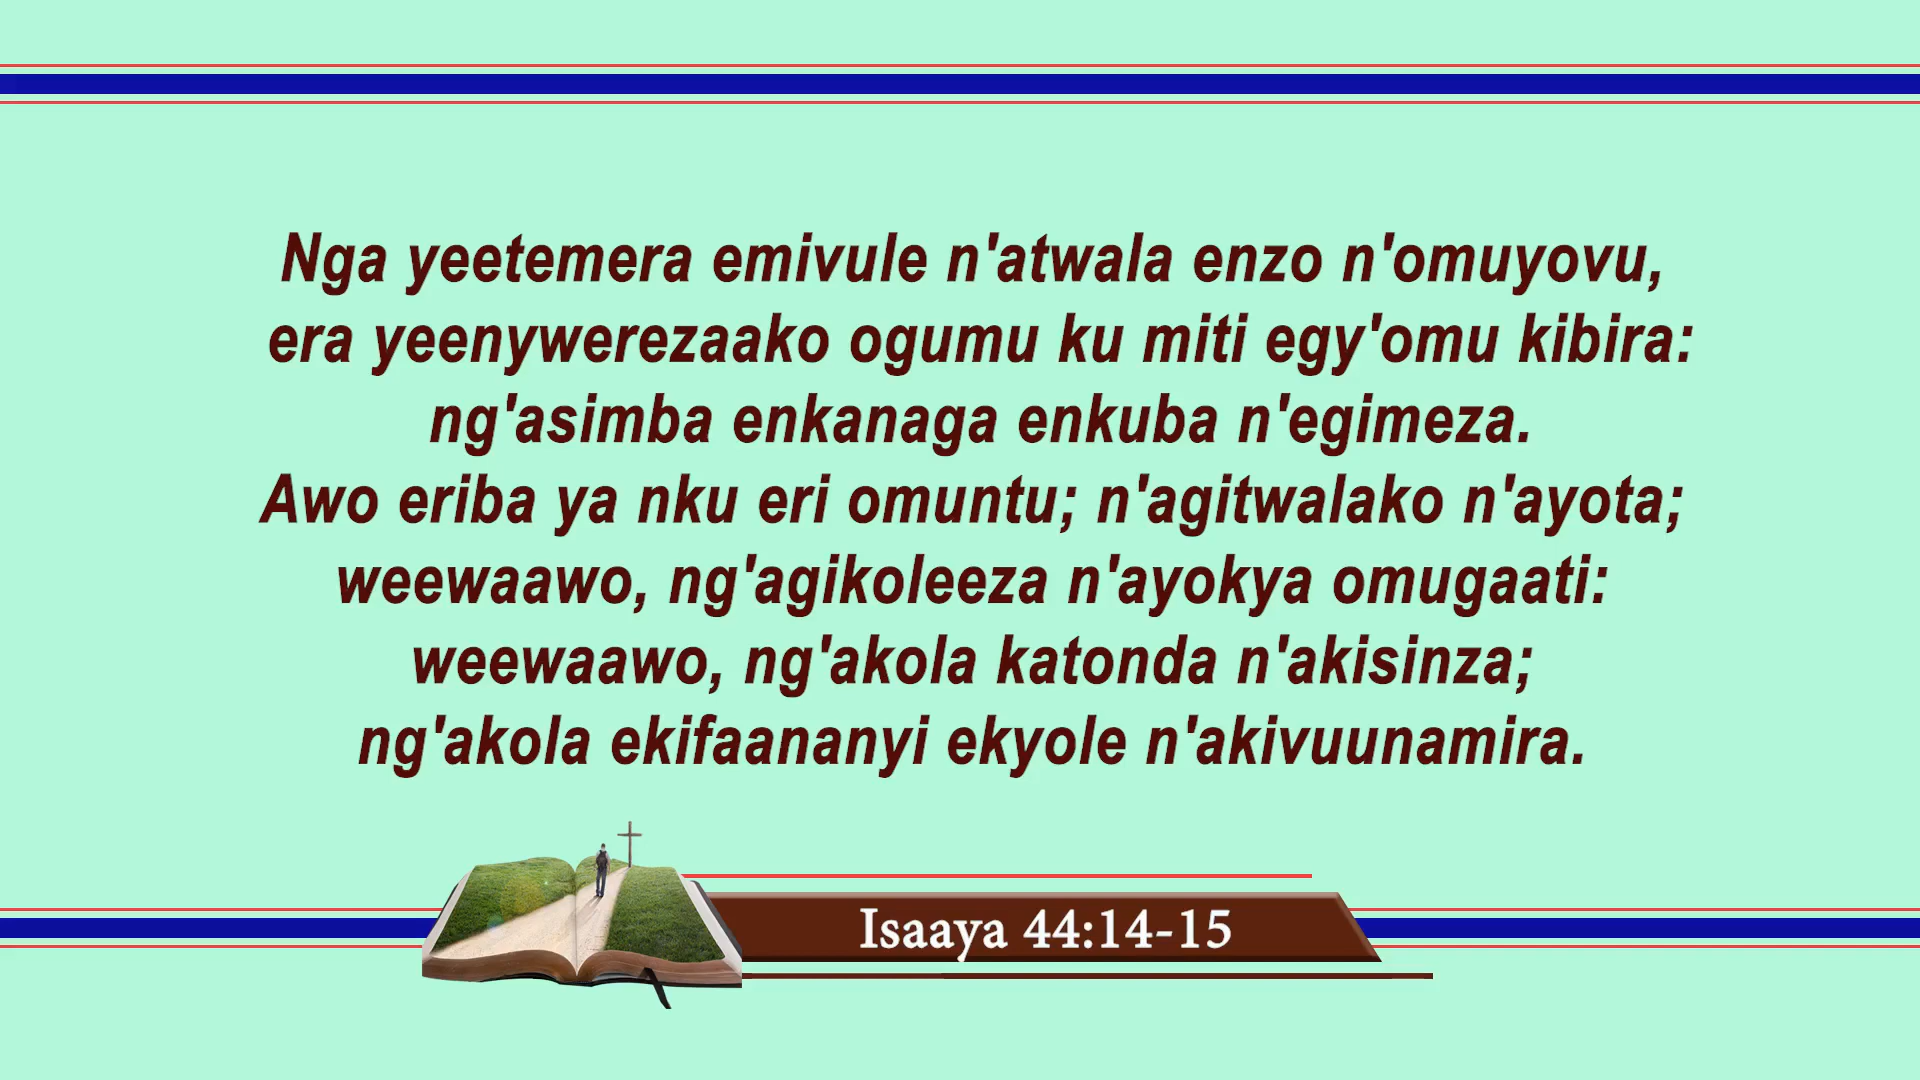 Nga yeetemera emivule n'atwala enzo n'omuyovu,
era yeenywerezaako ogumu ku miti egy'omu kibira:
ng'asimba enkanaga enkuba n'egimeza.
Awo eriba ya nku eri omuntu; n'agitwalako n'ayota;
weewaawo, ng'agikoleeza n'ayokya omugaati:
weewaawo, ng'akola katonda n'akisinza;
ng'akola ekifaananyi ekyole n'akivuunamira.
Isaaya 44:14-15